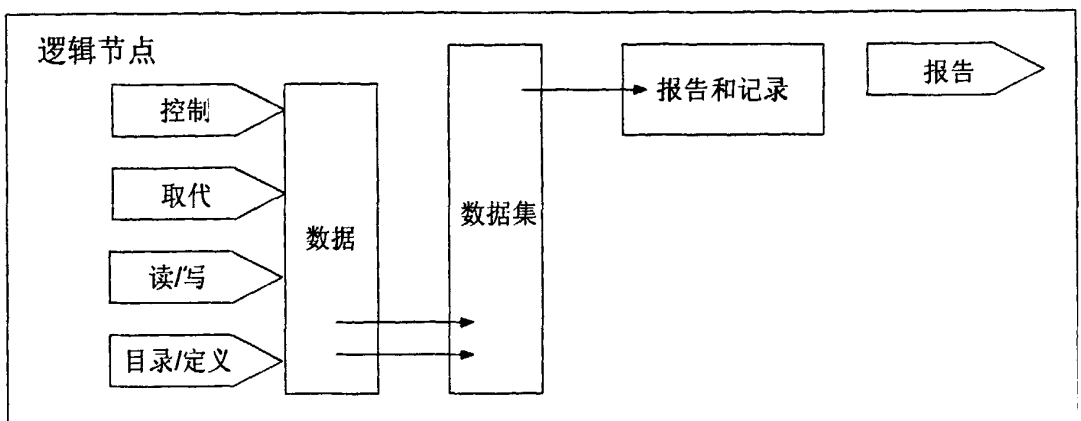 逻辑节点
控制
取代
读/写
目录/定义
数据
数据集
报告和记录
报告